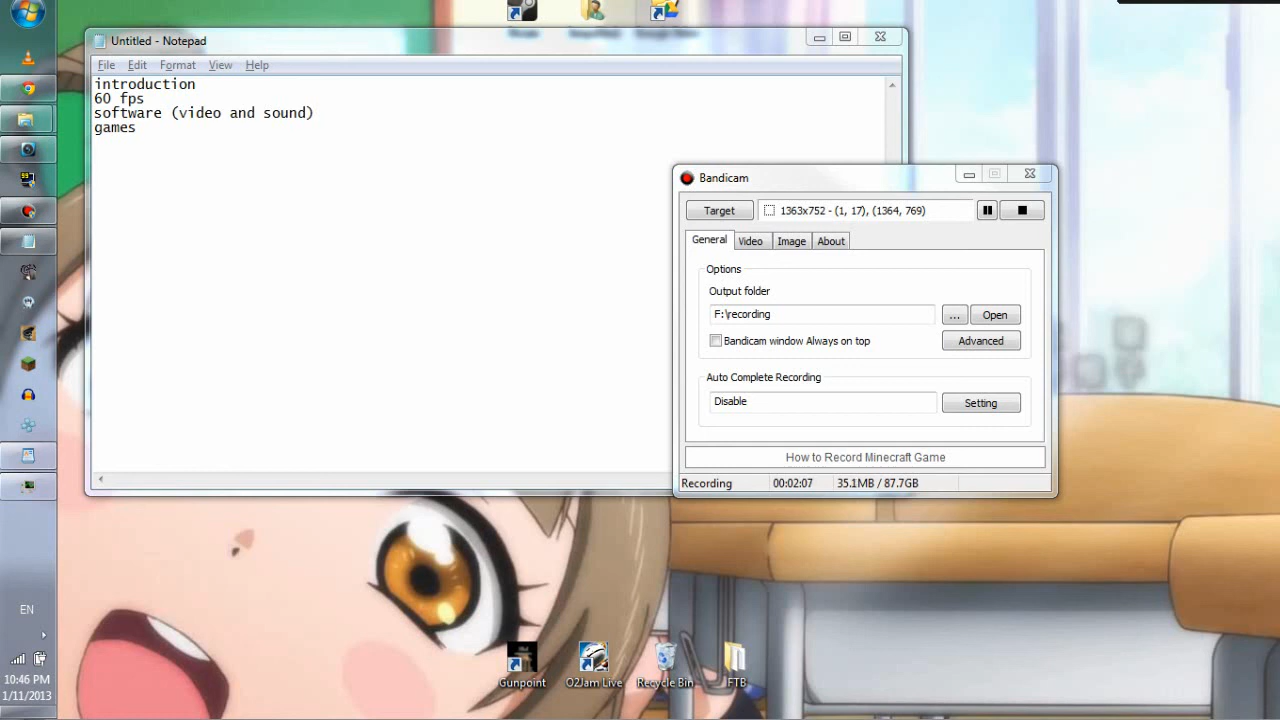 Untitled - Notepad
File Edit Format View Help
introduction
60 fps
software (video and sound)
games
Bandicam
Target 1363x752 - (1, 17), (1364, 769)
General Video Image About
Options
Output folder
F:\recording ... Open
Bandicam window Always on top Advanced
Auto Complete Recording
Disable Setting
How to Record Minecraft Game
Recording 00:02:07 35.1MB / 87.7GB
Gunpoint O2Jam Live Recycle Bin FTB
EN
10:46 PM
1/11/2013